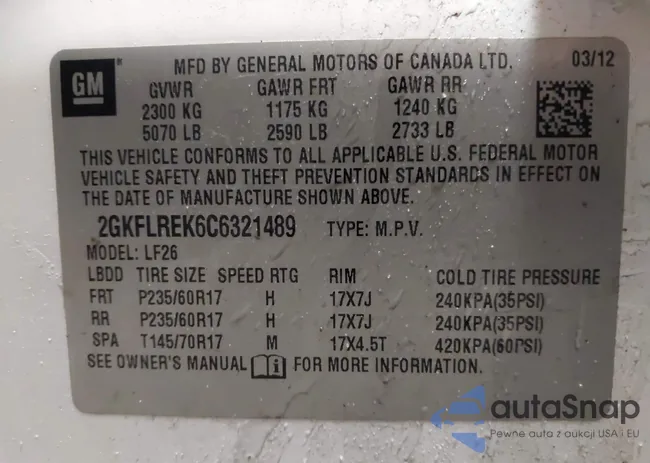 GM
MFD BY GENERAL MOTORS OF CANADA LTD. 03/12
GVWR GAWR FRT GAWR RR
2300 KG 1175 KG 1240 KG
5070 LB 2590 LB 2733 LB
THIS VEHICLE CONFORMS TO ALL APPLICABLE U.S. FEDERAL MOTOR
VEHICLE SAFETY AND THEFT PREVENTION STANDARDS IN EFFECT ON
THE DATE OF MANUFACTURE SHOWN ABOVE.
2GKFLREK6C6321489 TYPE: M.P.V.
MODEL: LF26
LBDD TIRE SIZE SPEED RTG RIM COLD TIRE PRESSURE
FRT P235/60R17 H 17X7J 240KPA(35PSI)
RR P235/60R17 H 17X7J 240KPA(35PSI)
SPA T145/70R17 M 17X4.5T 420KPA(60PSI)
SEE OWNER'S MANUAL FOR MORE INFORMATION.
autaSnap
Pewne auta z aukcji USA i EU